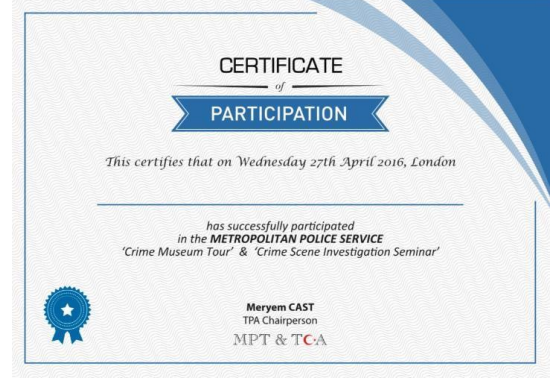 CERTIFICATE
of
PARTICIPATION
This certifies that on Wednesday 27th April 2016, London
has successfully participated
in the METROPOLITAN POLICE SERVICE
‘Crime Museum Tour’ & ‘Crime Scene Investigation Seminar’
Meryem CAST
TPA Chairperson
MPT & TC·A